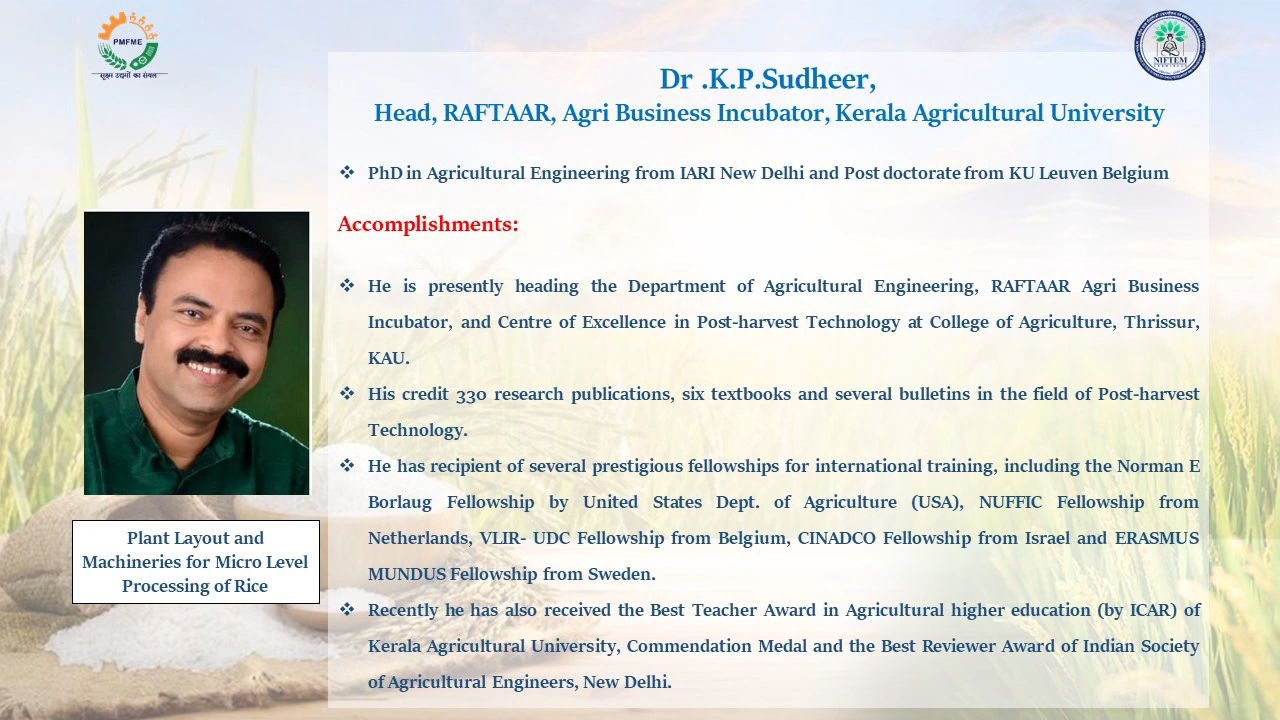 PMFME
सूक्ष्म उद्यमों का संबल
NIFTEM
Dr .K.P.Sudheer,
Head, RAFTAAR, Agri Business Incubator, Kerala Agricultural University
❖ PhD in Agricultural Engineering from IARI New Delhi and Post doctorate from KU Leuven Belgium
Accomplishments:
❖ He is presently heading the Department of Agricultural Engineering, RAFTAAR Agri Business
Incubator, and Centre of Excellence in Post-harvest Technology at College of Agriculture, Thrissur,
KAU.
❖ His credit 330 research publications, six textbooks and several bulletins in the field of Post-harvest
Technology.
❖ He has recipient of several prestigious fellowships for international training, including the Norman E
Borlaug Fellowship by United States Dept. of Agriculture (USA), NUFFIC Fellowship from
Netherlands, VLIR- UDC Fellowship from Belgium, CINADCO Fellowship from Israel and ERASMUS
MUNDUS Fellowship from Sweden.
❖ Recently he has also received the Best Teacher Award in Agricultural higher education (by ICAR) of
Kerala Agricultural University, Commendation Medal and the Best Reviewer Award of Indian Society
of Agricultural Engineers, New Delhi.
Plant Layout and
Machineries for Micro Level
Processing of Rice